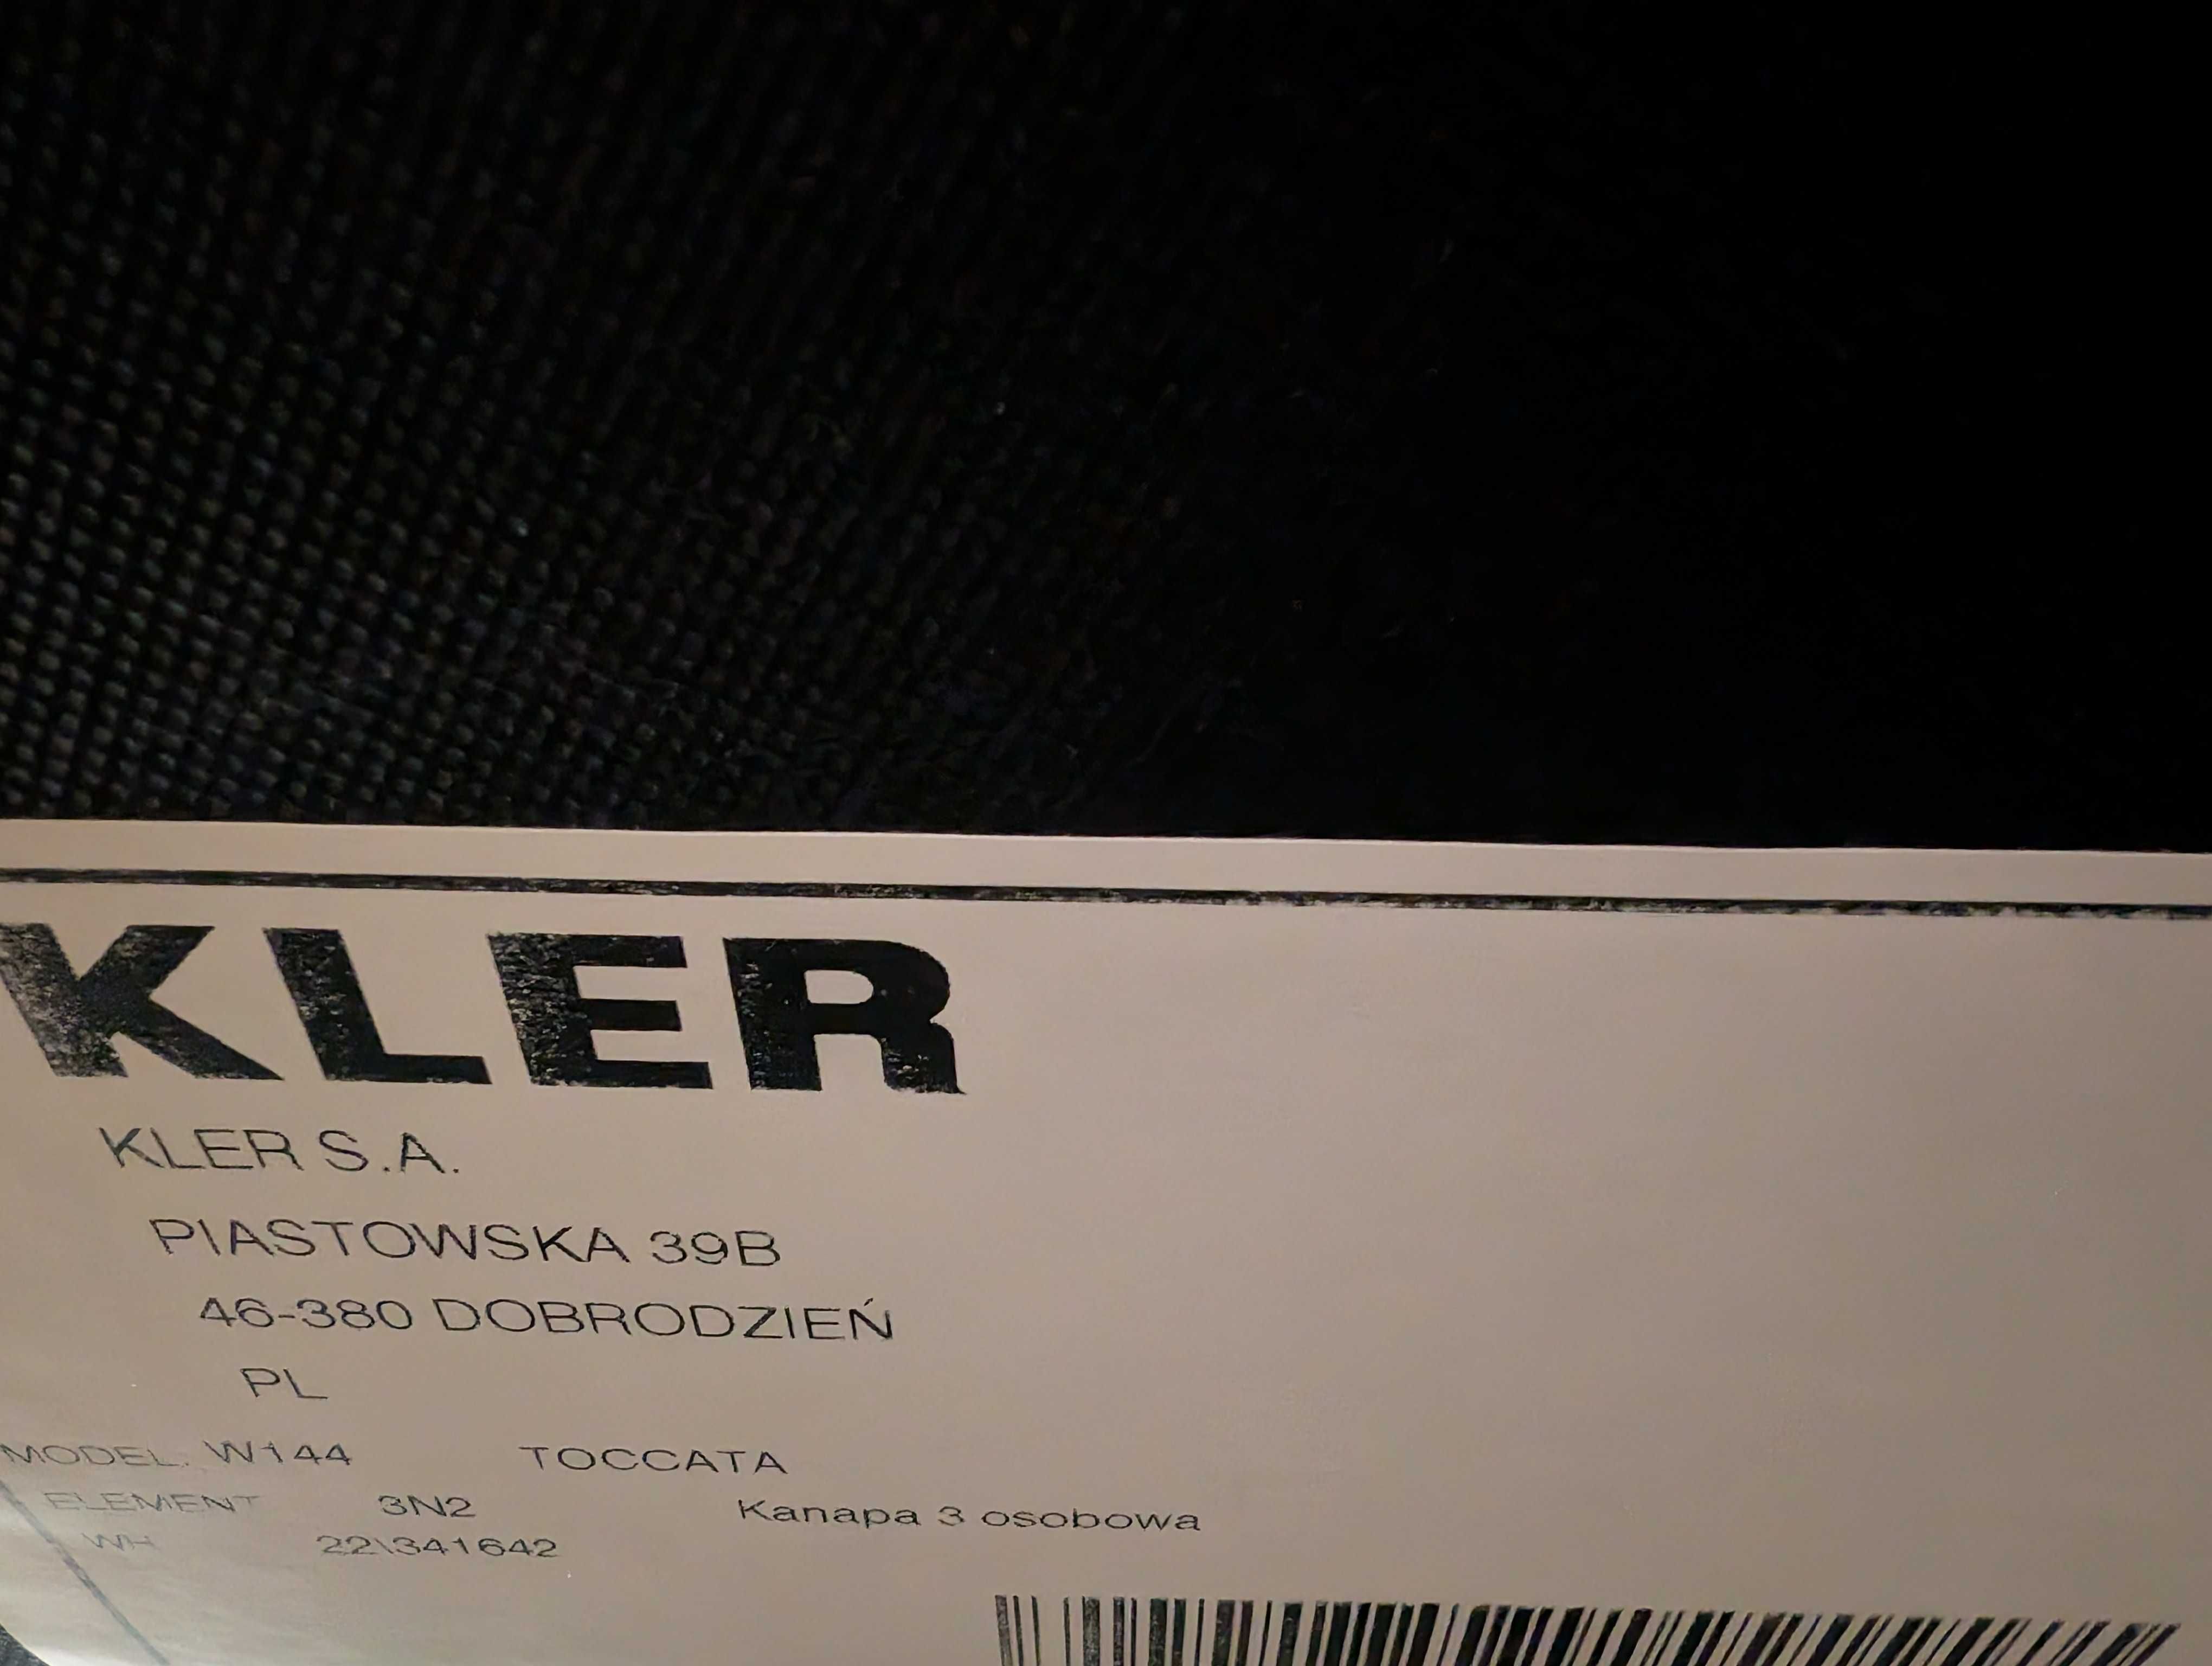 KLER
KLER S.A.
PIASTOWSKA 39B
46-380 DOBRODZIEŃ
PL
MODEL: W144 TOCCATA
ELEMENT 3N2 Kanapa 3 osobowa
WH 22\341642